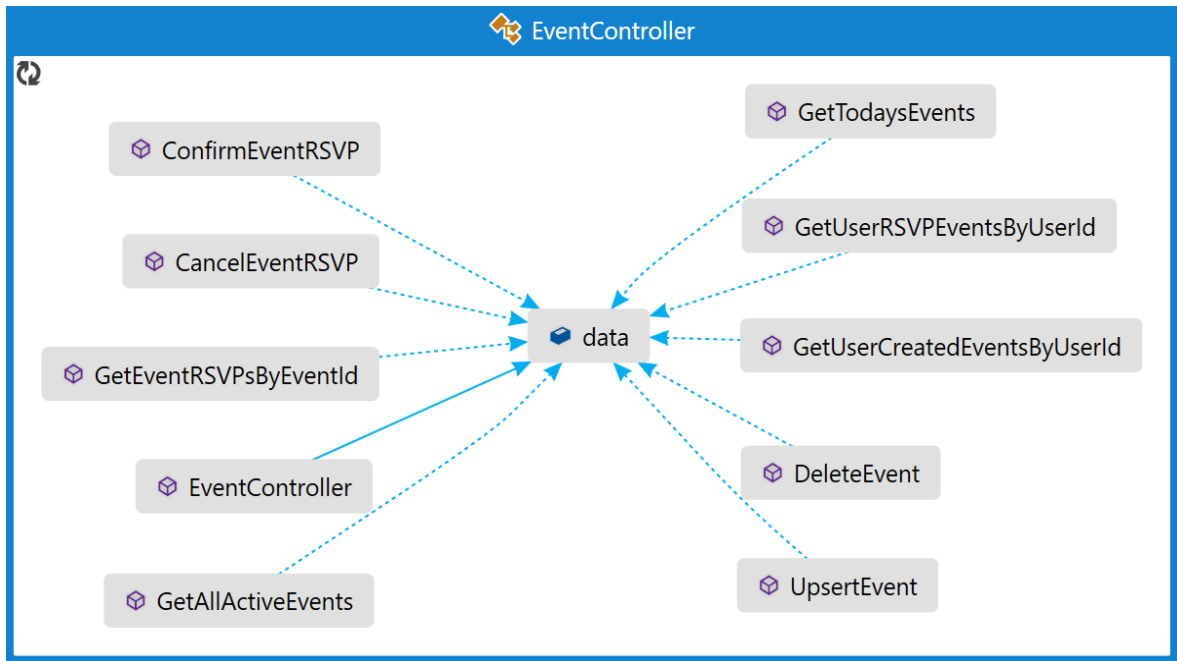 EventController
ConfirmEventRSVP
CancelEventRSVP
GetEventRSVPsByEventId
EventController
GetAllActiveEvents
data
GetTodaysEvents
GetUserRSVPEventsByUserId
GetUserCreatedEventsByUserId
DeleteEvent
UpsertEvent